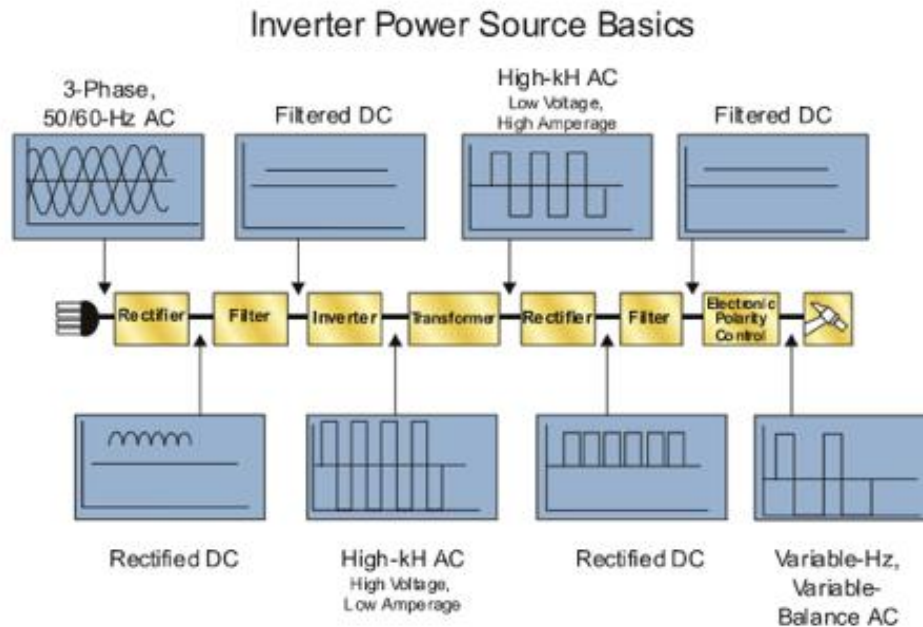 Inverter Power Source Basics
3-Phase,
50/60-Hz AC
Filtered DC
High-kH AC
Low Voltage,
High Amperage
Filtered DC
Rectifier
Filter
Inverter
Transformer
Rectifier
Filter
Electronic
Polarity
Control
Rectified DC
High-kH AC
High Voltage,
Low Amperage
Rectified DC
Variable-Hz,
Variable-
Balance AC